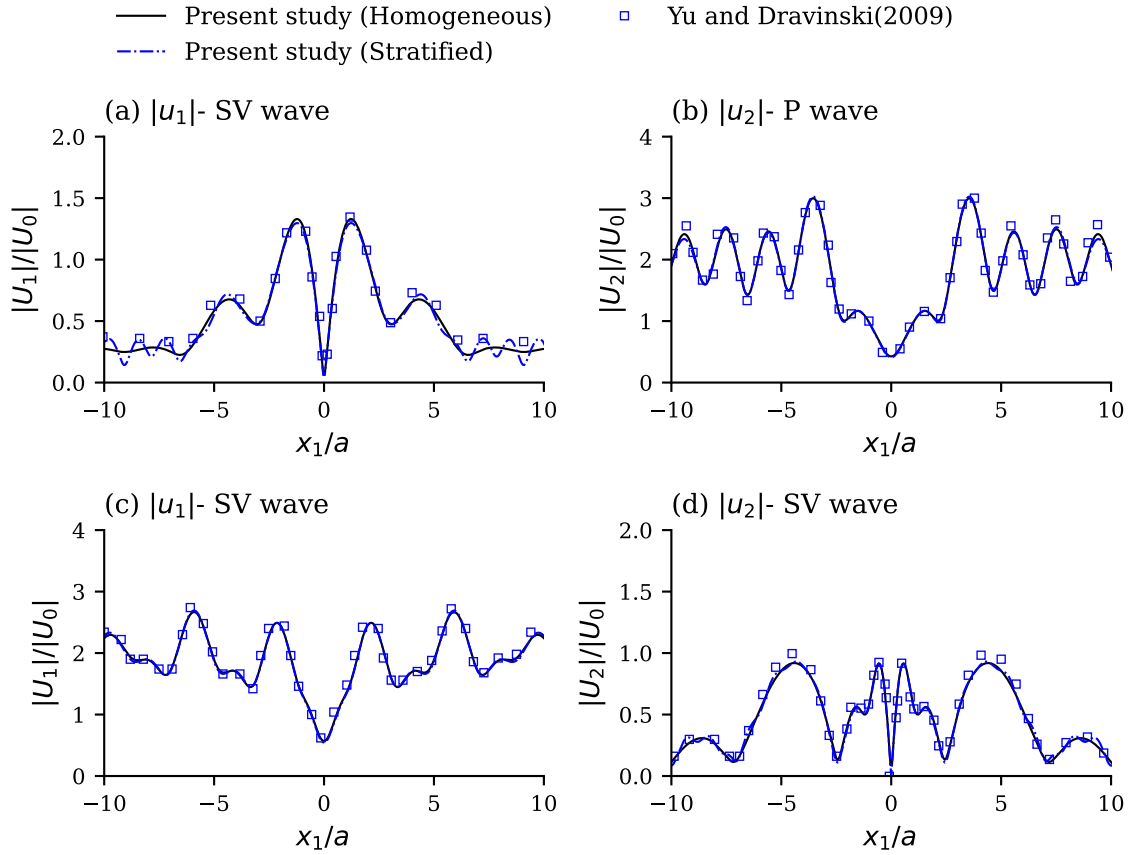 Present study (Homogeneous)
Present study (Stratified)
Yu and Dravinski(2009)
(a) |u₁|- SV wave
|U₁|/|U₀|
2.0
1.5
1.0
0.5
0.0
−10 −5 0 5 10
x₁/a
(b) |u₂|- P wave
|U₂|/|U₀|
4
3
2
1
0
−10 −5 0 5 10
x₁/a
(c) |u₁|- SV wave
|U₁|/|U₀|
4
3
2
1
0
−10 −5 0 5 10
x₁/a
(d) |u₂|- SV wave
|U₂|/|U₀|
2.0
1.5
1.0
0.5
0.0
−10 −5 0 5 10
x₁/a